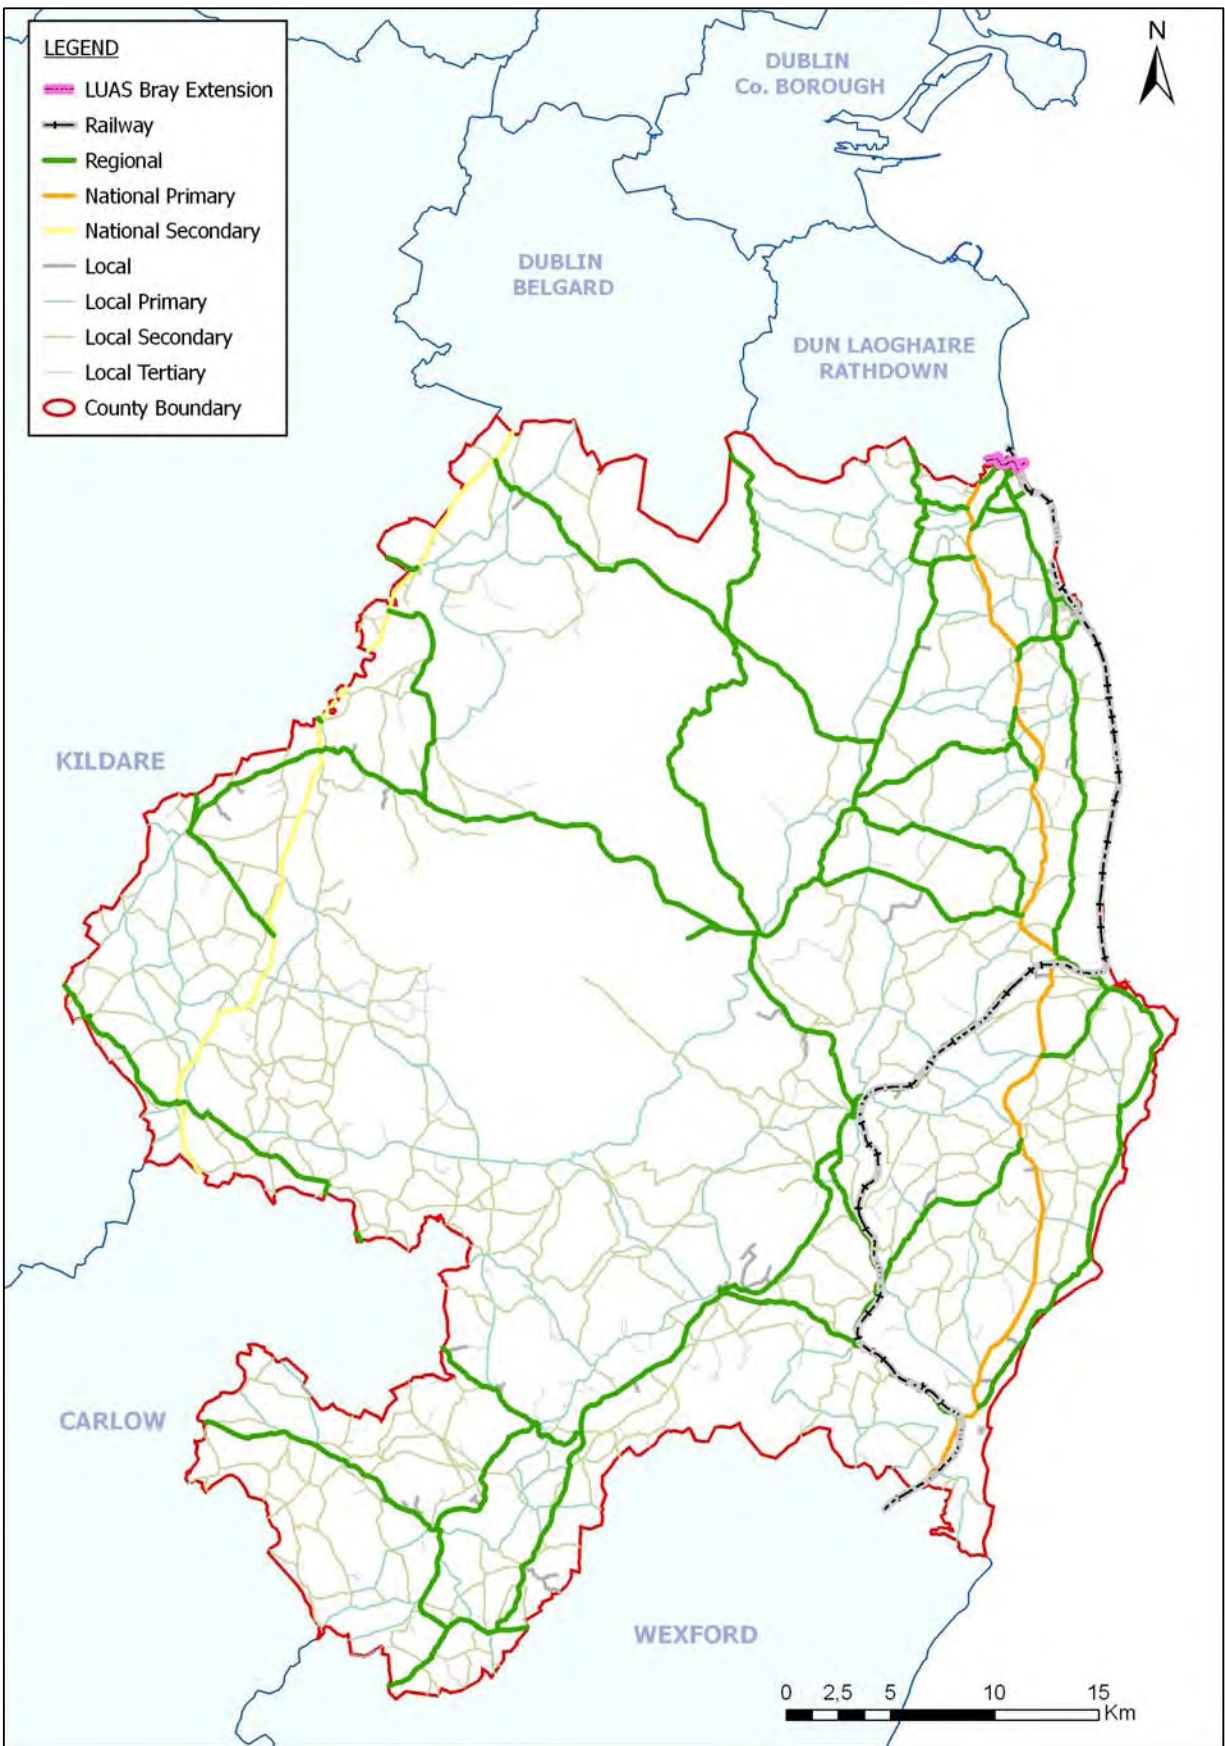 LEGEND
LUAS Bray Extension
Railway
Regional
National Primary
National Secondary
Local
Local Primary
Local Secondary
Local Tertiary
County Boundary
N
DUBLIN
Co. BOROUGH
DUBLIN
BELGARD
DUN LAOGHAIRE
RATHDOWN
KILDARE
CARLOW
WEXFORD
0 2,5 5 10 15
Km